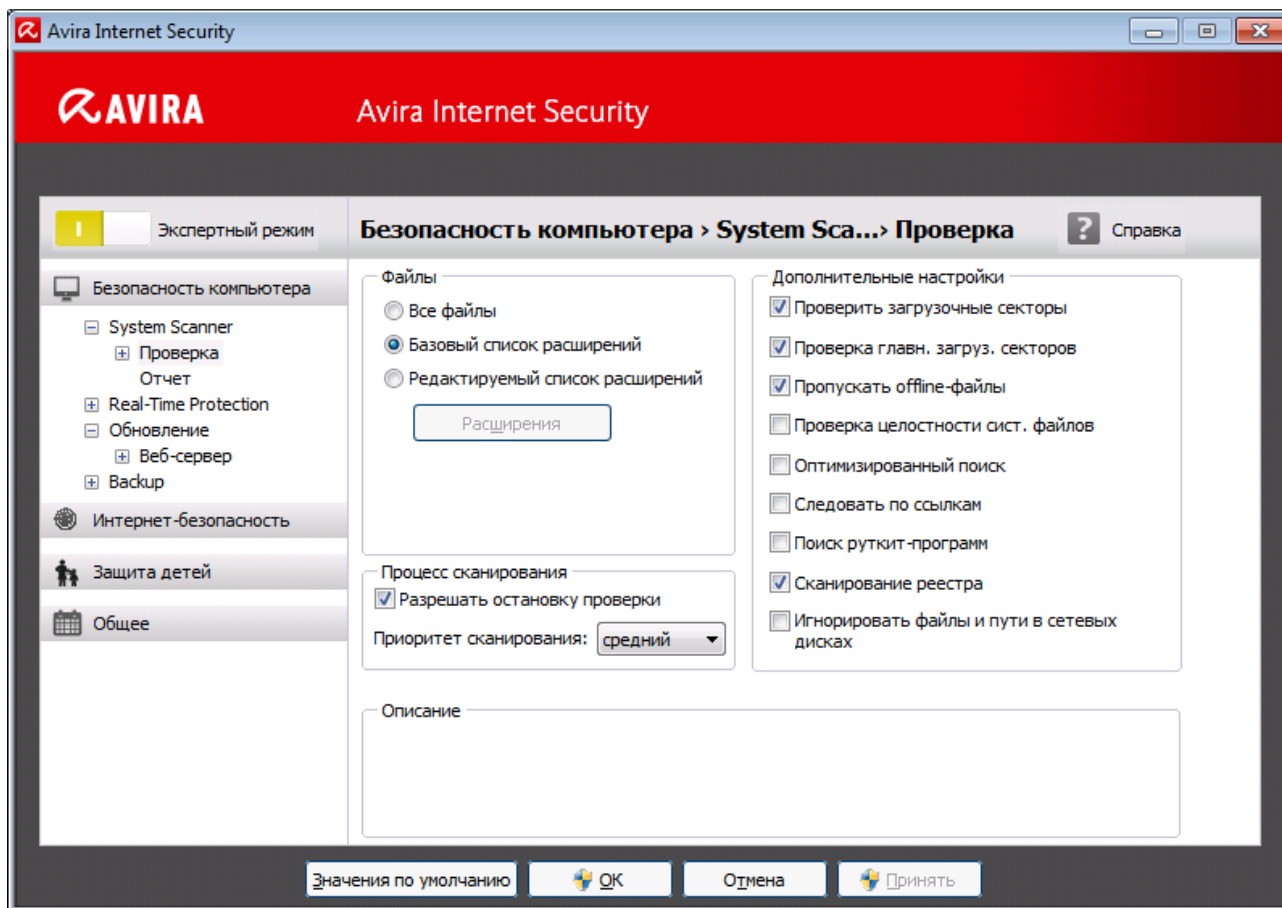 Avira Internet Security
AVIRA
Avira Internet Security
Экспертный режим
Безопасность компьютера › System Sca...› Проверка
? Справка
Безопасность компьютера
System Scanner
Проверка
Отчет
Real-Time Protection
Обновление
Веб-сервер
Backup
Интернет-безопасность
Защита детей
Общее
Файлы
Все файлы
Базовый список расширений
Редактируемый список расширений
Расширения
Процесс сканирования
Разрешать остановку проверки
Приоритет сканирования: средний
Дополнительные настройки
Проверить загрузочные секторы
Проверка главн. загруз. секторов
Пропускать offline-файлы
Проверка целостности сист. файлов
Оптимизированный поиск
Следовать по ссылкам
Поиск руткит-программ
Сканирование реестра
Игнорировать файлы и пути в сетевых
дисках
Описание
Значения по умолчанию
OK
Отмена
Принять